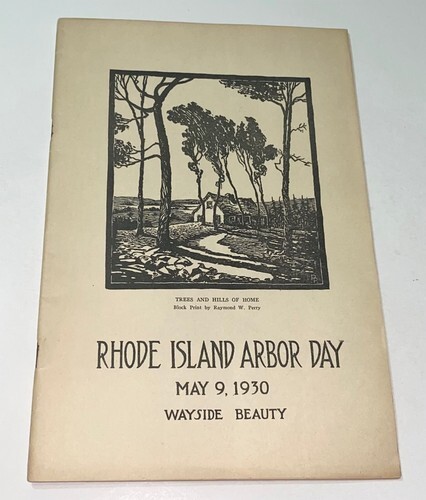 TREES AND HILLS OF HOME
Block Print by Raymond W. Perry
RHODE ISLAND ARBOR DAY
MAY 9, 1930
WAYSIDE BEAUTY